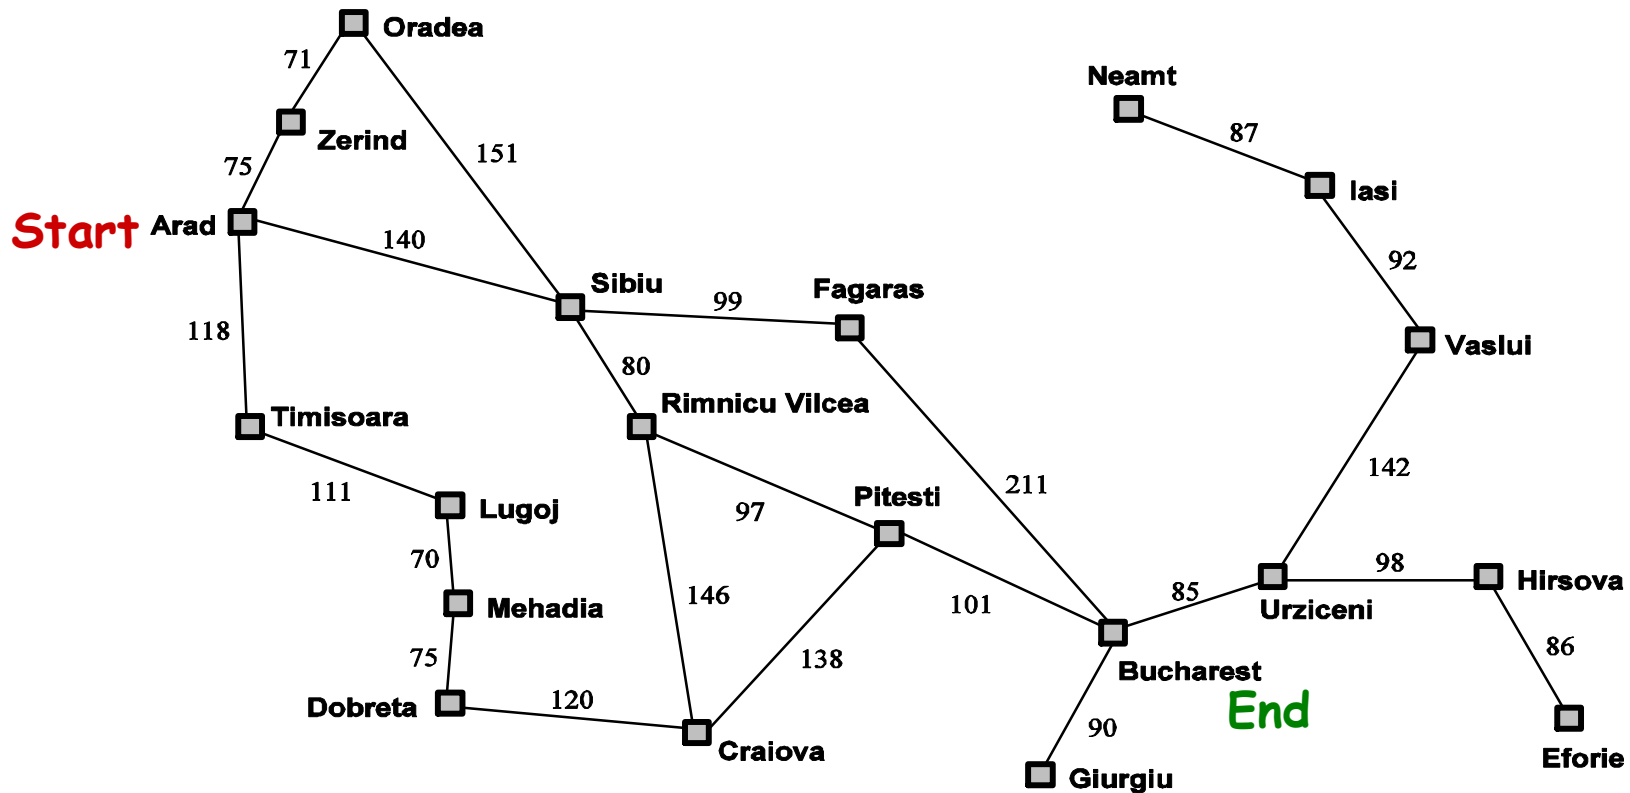 Oradea
71
Neamt
Zerind
87
151
75
Iasi
Start
Arad
140
92
Sibiu
Fagaras
99
118
Vaslui
80
Rimnicu Vilcea
Timisoara
142
211
111
Pitesti
97
Lugoj
70
98
Hirsova
85
146
101
Urziceni
Mehadia
86
75
138
Bucharest
Dobreta
120
End
90
Craiova
Eforie
Giurgiu